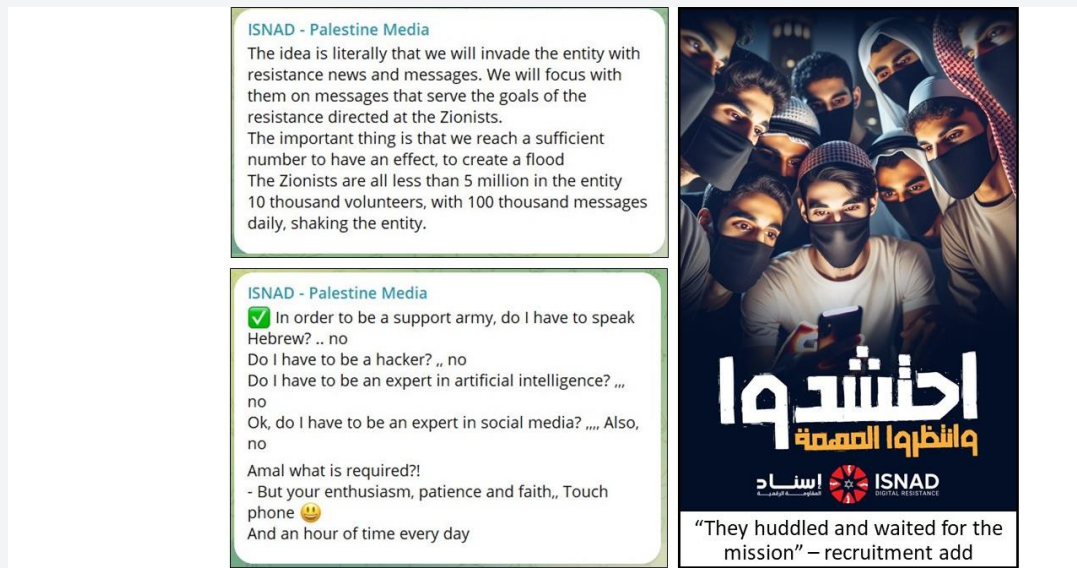 ISNAD - Palestine Media
The idea is literally that we will invade the entity with
resistance news and messages. We will focus with
them on messages that serve the goals of the
resistance directed at the Zionists.
The important thing is that we reach a sufficient
number to have an effect, to create a flood
The Zionists are all less than 5 million in the entity
10 thousand volunteers, with 100 thousand messages
daily, shaking the entity.
ISNAD - Palestine Media
✅ In order to be a support army, do I have to speak
Hebrew? .. no
Do I have to be a hacker? ,, no
Do I have to be an expert in artificial intelligence? ,,,
no
Ok, do I have to be an expert in social media? ,,,, Also,
no
Amal what is required?!
- But your enthusiasm, patience and faith,, Touch
phone 😃
And an hour of time every day
احتشدوا
وانتظروا المهمة
إسناد
المقاومة الرقمية
ISNAD
DIGITAL RESISTANCE
“They huddled and waited for the
mission” – recruitment add